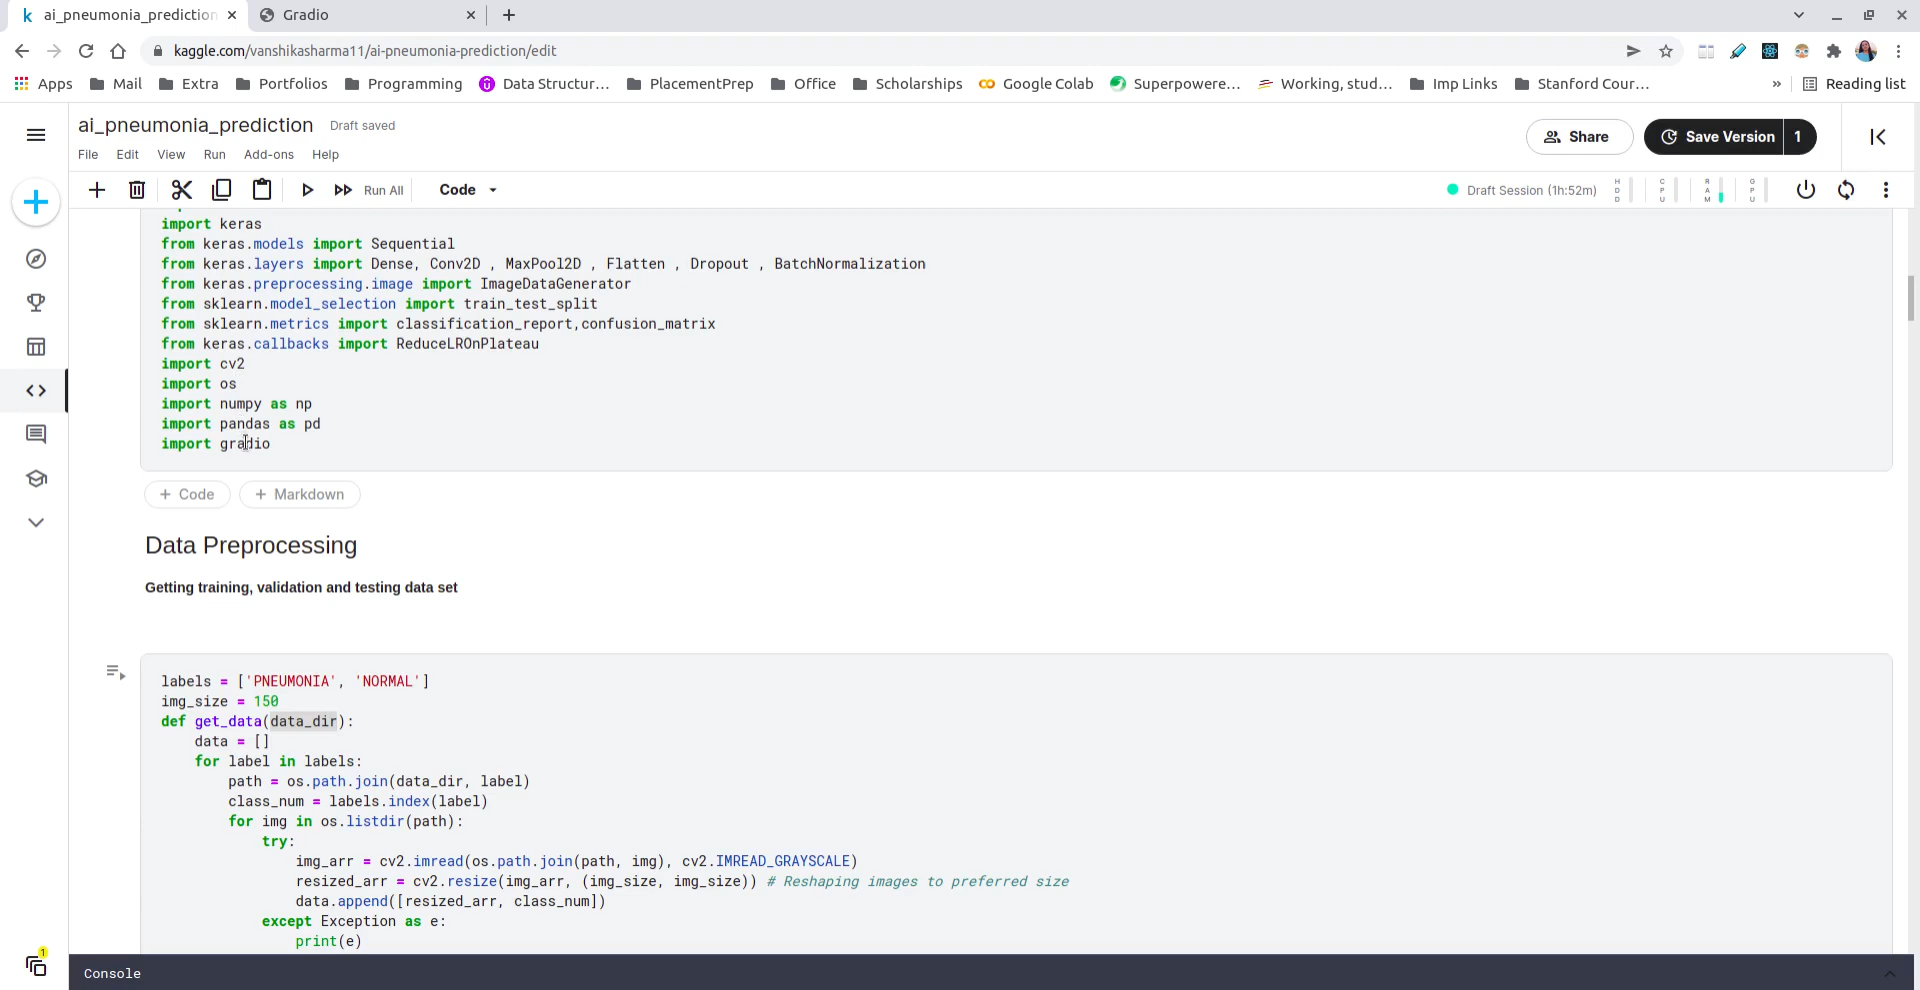 ai_pneumonia_prediction
Gradio
kaggle.com/vanshikasharma11/ai-pneumonia-prediction/edit
Apps Mail Extra Portfolios Programming Data Structur... PlacementPrep Office Scholarships Google Colab Superpowere... Working, stud... Imp Links Stanford Cour... » Reading list
ai_pneumonia_prediction Draft saved
Share
Save Version 1
File Edit View Run Add-ons Help
Run All Code
Draft Session (1h:52m) HDD CPU RAM GPU
import keras
from keras.models import Sequential
from keras.layers import Dense, Conv2D , MaxPool2D , Flatten , Dropout , BatchNormalization
from keras.preprocessing.image import ImageDataGenerator
from sklearn.model_selection import train_test_split
from sklearn.metrics import classification_report,confusion_matrix
from keras.callbacks import ReduceLROnPlateau
import cv2
import os
import numpy as np
import pandas as pd
import gradio
+ Code + Markdown
Data Preprocessing
Getting training, validation and testing data set
labels = ['PNEUMONIA', 'NORMAL']
img_size = 150
def get_data(data_dir):
    data = []
    for label in labels:
        path = os.path.join(data_dir, label)
        class_num = labels.index(label)
        for img in os.listdir(path):
            try:
                img_arr = cv2.imread(os.path.join(path, img), cv2.IMREAD_GRAYSCALE)
                resized_arr = cv2.resize(img_arr, (img_size, img_size)) # Reshaping images to preferred size
                data.append([resized_arr, class_num])
            except Exception as e:
                print(e)
1
Console